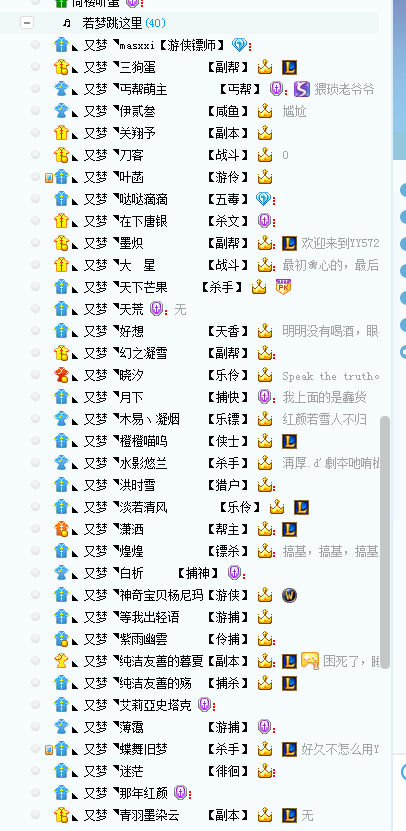 若梦跳这里 (40)
又梦 ◥masxxi【游侠镖师】
又梦 ◥三狗蛋 【副帮】
又梦 ◥丐帮萌主 【丐帮】 猥琐老爷爷
又梦 ◥伊贰叁 【咸鱼】 尴尬
又梦 ◥关翔予 【副本】
又梦 ◥刀客 【战斗】 0
又梦 ◥叶菡 【游伶】
又梦 ◥哒哒滴滴 【五毒】
又梦 ◥在下唐银 【杀文】
又梦 ◥墨炽 【副帮】 欢迎来到YY572
又梦 ◥大 星 【战斗】 最初❀心的，最后
又梦 ◥天下芒果 【杀手】
又梦 ◥天荒 无
又梦 ◥好想 【天香】 明明没有喝酒，眼
又梦 ◥幻之凝雪 【副帮】
又梦 ◥晓汐 【乐伶】 Speak the truth。
又梦 ◥月下 【捕快】 我上面的是蠢货
又梦 ◥木易丶凝烟 【乐镖】 红颜若雪人不归
又梦 ◥橙橙喵呜 【侠士】
又梦 ◥水影悠兰 【杀手】
又梦 ◥洪时雪 【猎户】
又梦 ◥淡若清风 【乐伶】
又梦 ◥潇洒 【帮主】
又梦 ◥煌煌 【镖杀】 搞基，搞基，搞基
又梦 ◥白析 【捕神】
又梦 ◥神奇宝贝杨尼玛【游侠】
又梦 ◥等我出轻语 【游捕】
又梦 ◥紫雨幽雲 【伶捕】
又梦 ◥纯洁友善的蓦夏【副本】 困死了，
又梦 ◥纯洁友善的殇 【捕杀】
又梦 ◥艾莉亞史塔克
又梦 ◥薄霭 【游捕】
又梦 ◥蝶舞旧梦 【杀手】 好久不怎么用Y
又梦 ◥迷茫 【徘徊】
又梦 ◥那年红颜
又梦 ◥青羽墨染云 【副本】 无